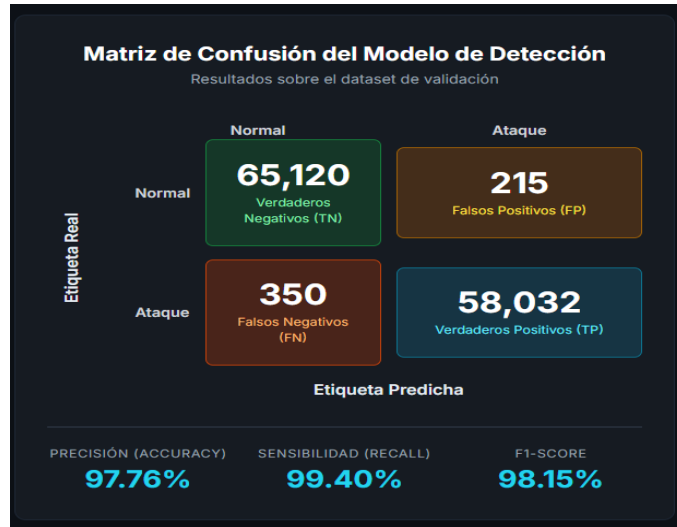 Matriz de Confusión del Modelo de Detección
Resultados sobre el dataset de validación
Normal
Ataque
Etiqueta Real
Normal
65,120
Verdaderos
Negativos (TN)
215
Falsos Positivos (FP)
Ataque
350
Falsos Negativos
(FN)
58,032
Verdaderos Positivos (TP)
Etiqueta Predicha
PRECISIÓN (ACCURACY)
97.76%
SENSIBILIDAD (RECALL)
99.40%
F1-SCORE
98.15%